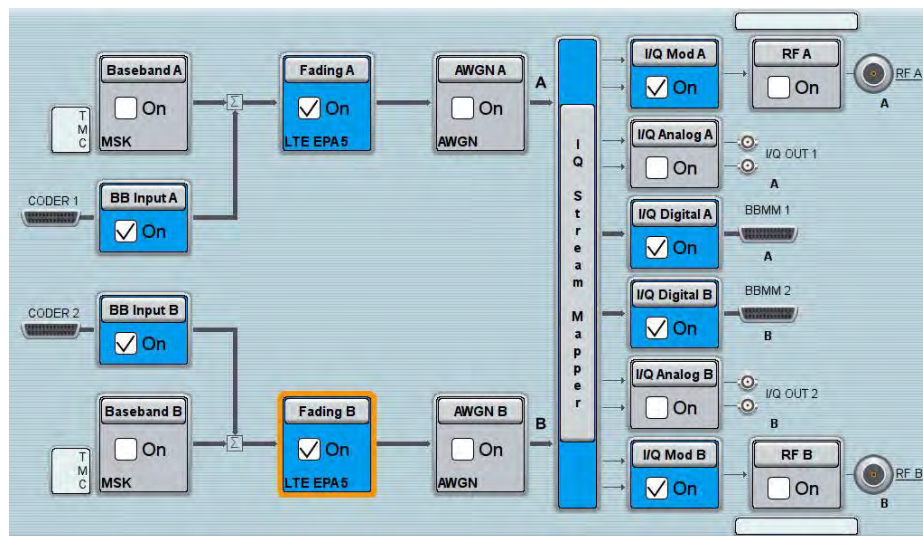 Baseband A
On
T
M
C
MSK
Σ
Fading A
On
LTE EPA5
AWGN A
On
AWGN
A
CODER 1
BB Input A
On
CODER 2
BB Input B
On
Baseband B
On
T
M
C
MSK
Σ
Fading B
On
LTE EPA5
AWGN B
On
AWGN
B
I
Q
S
t
r
e
a
m
M
a
p
p
e
r
I/Q Mod A
On
RF A
On
RF A
A
I/Q Analog A
On
I/Q OUT 1
A
I/Q Digital A
On
BBMM 1
A
I/Q Digital B
On
BBMM 2
B
I/Q Analog B
On
I/Q OUT 2
B
I/Q Mod B
On
RF B
On
RF B
B